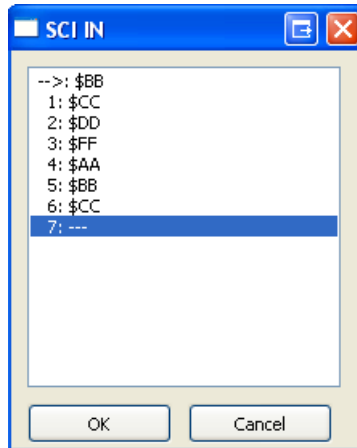 SCI IN
-->: $BB
1: $CC
2: $DD
3: $FF
4: $AA
5: $BB
6: $CC
7: ---
OK Cancel